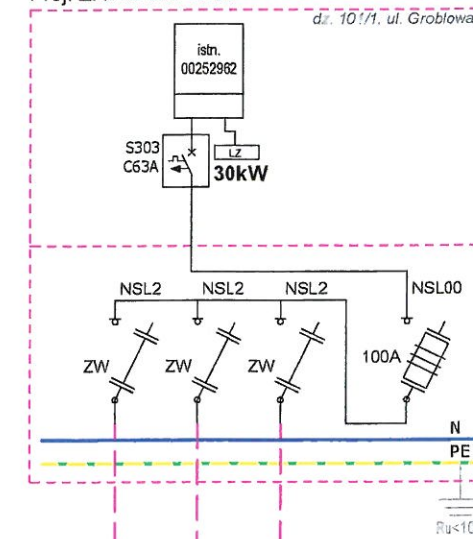 dz. 101/1, ul. Groblowa
istn.
00252962
S303
C63A
LZ
30kW
NSL2 NSL2 NSL2 NSL00
ZW ZW ZW 100A
N
PE